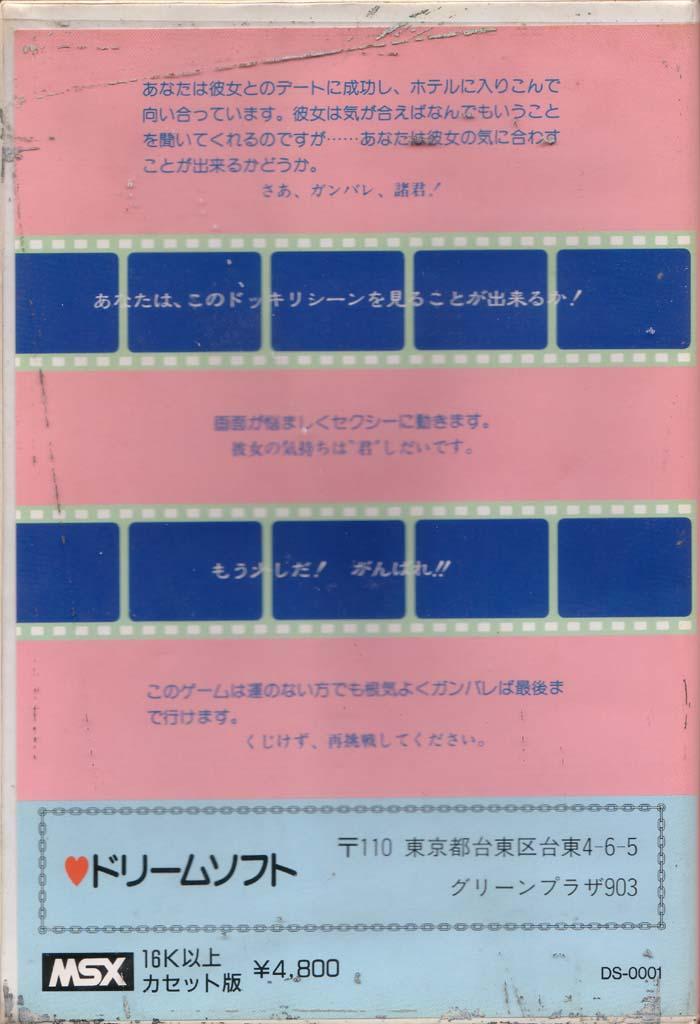 あなたは彼女とのデートに成功し、ホテルに入りこんで
向い合っています。彼女は気が合えばなんでもいうこと
を聞いてくれるのですが……あなたは彼女の気に合わす
ことが出来るかどうか。
さあ、ガンバレ、諸君！
あなたは、このドッキリシーンを見ることが出来るか！
画面が悩ましくセクシーに動きます。
彼女の気持ちは"君"しだいです。
もう少しだ！　がんばれ!!
このゲームは運のない方でも根気よくガンバレば最後ま
で行けます。
くじけず、再挑戦してください。
♥ドリームソフト
〒110 東京都台東区台東4-6-5
グリーンプラザ903
MSX
16K以上
カセット版
¥4,800
DS-0001